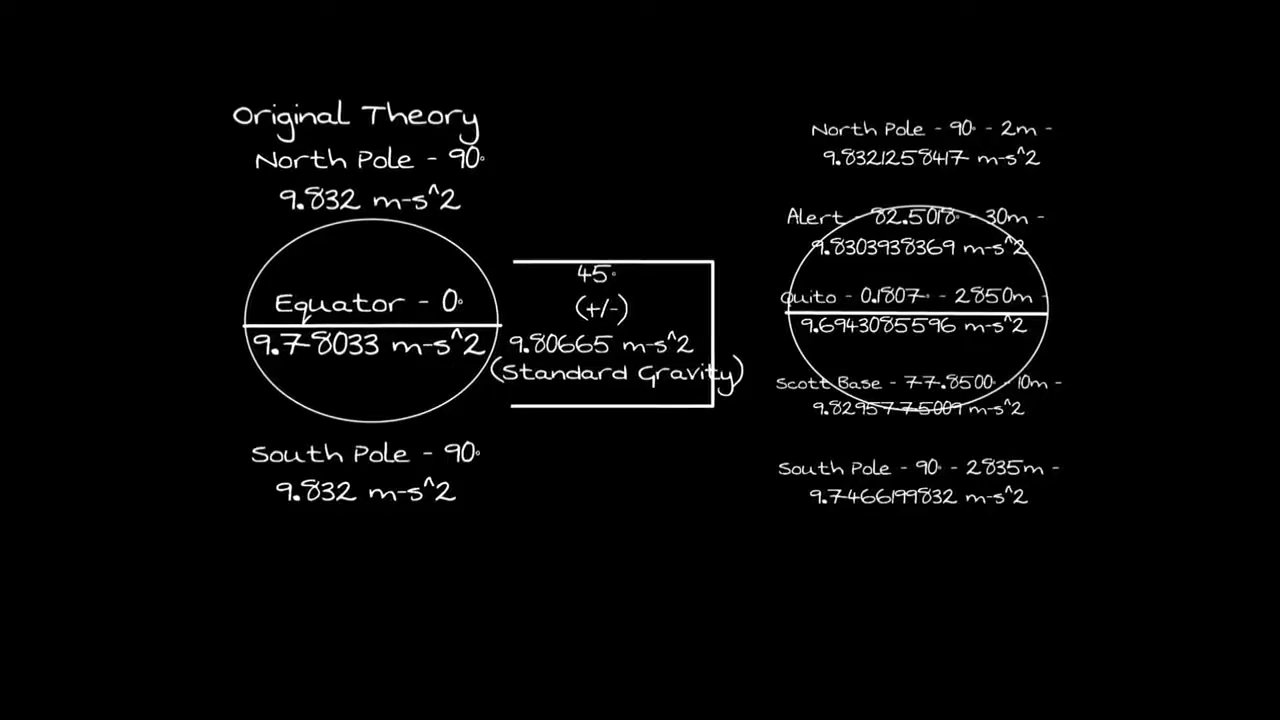 Original Theory
North Pole - 90°
9.832 m-s^2
Equator - 0°
9.78033 m-s^2
South Pole - 90°
9.832 m-s^2
45°
(+/-)
9.80665 m-s^2
(Standard Gravity)
North Pole - 90° - 2m -
9.8321258417 m-s^2
Alert - 82.5018° - 30m -
9.8303938369 m-s^2
Quito - 0.1807° - 2850m -
9.6943085596 m-s^2
Scott Base - 77.8500° - 10m -
9.8295775009 m-s^2
South Pole - 90° - 2835m -
9.7466199832 m-s^2